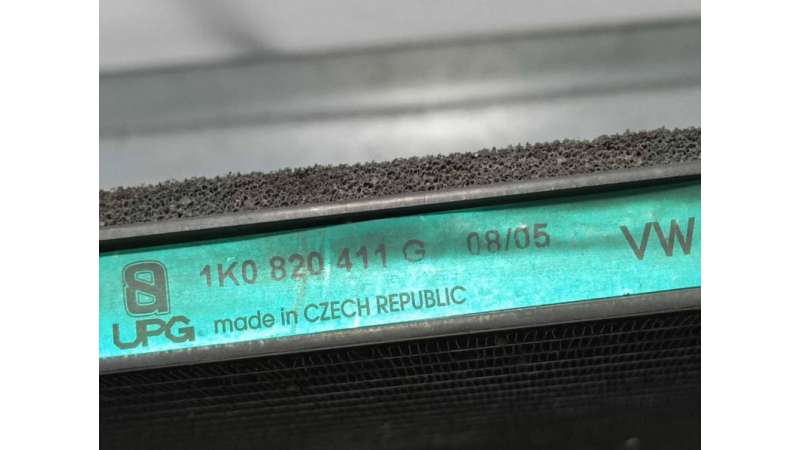 1K0 820 411 G 08/05 VW
UPG made in CZECH REPUBLIC